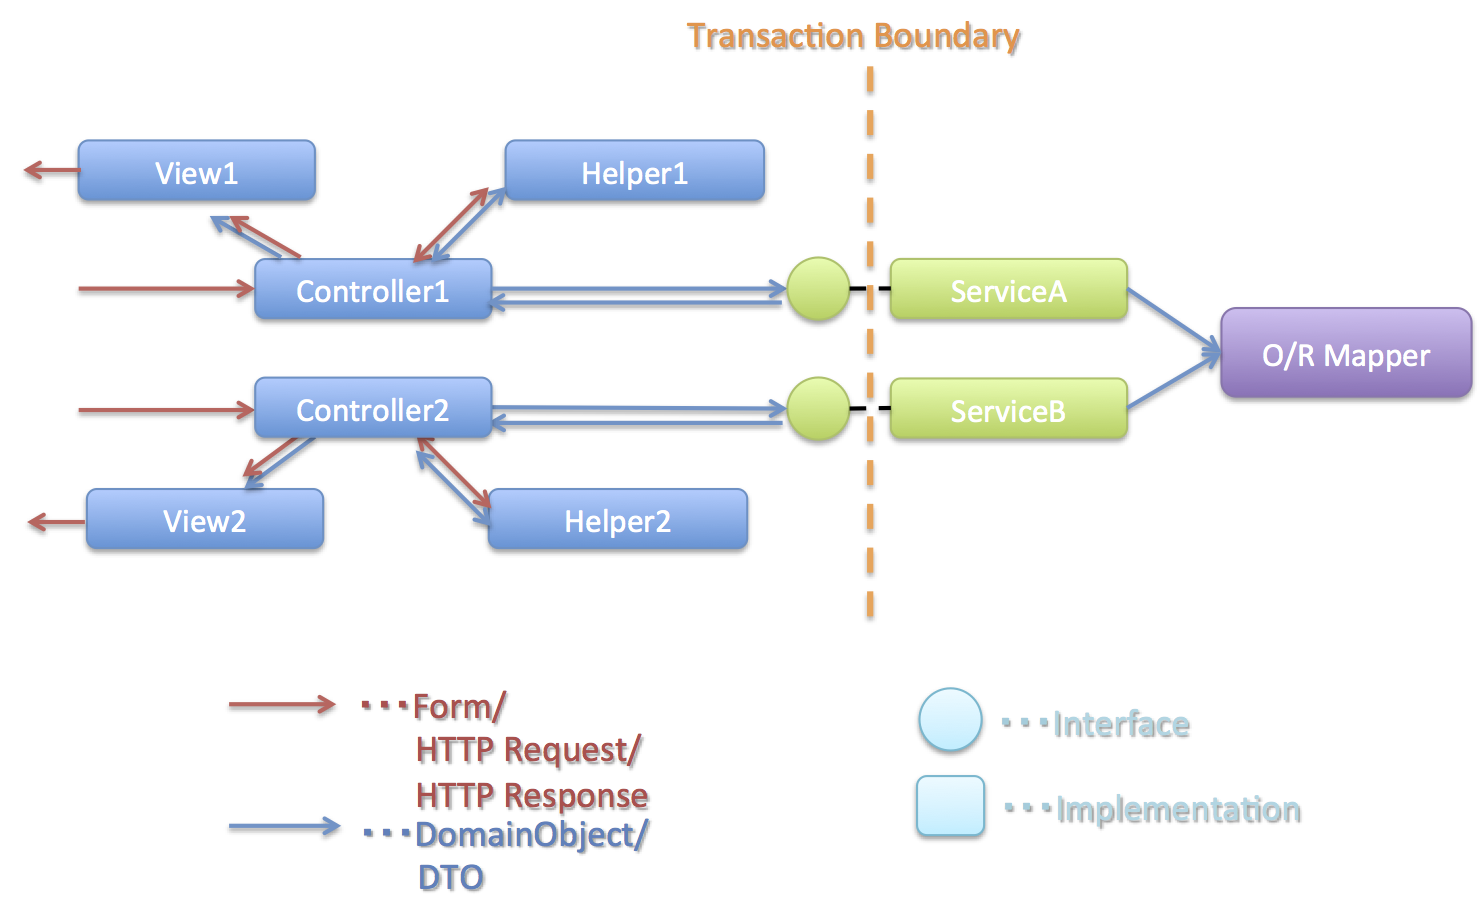 Transaction Boundary
View1
Helper1
Controller1
ServiceA
O/R Mapper
Controller2
ServiceB
View2
Helper2
・・・Form/
HTTP Request/
HTTP Response
・・・DomainObject/
DTO
・・・Interface
・・・Implementation